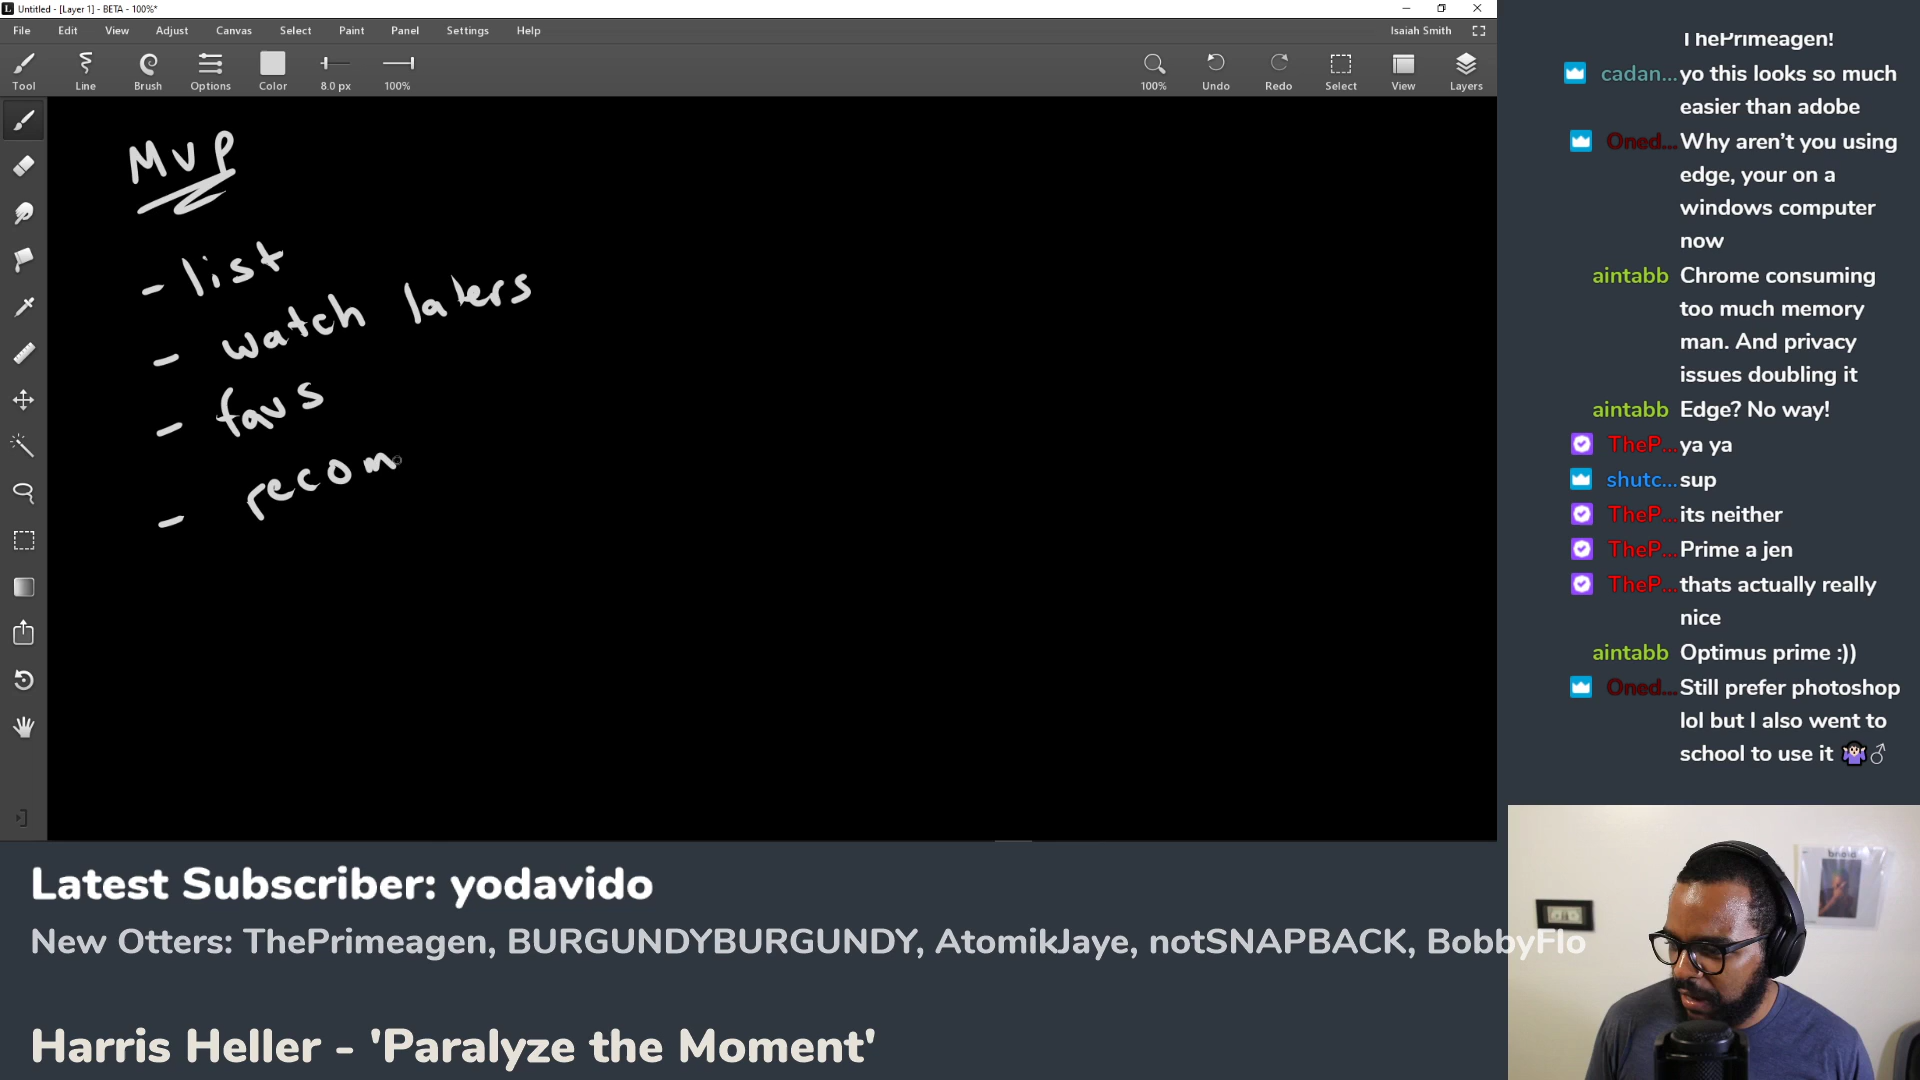 Untitled - [Layer 1] - BETA - 100%*
File Edit View Adjust Canvas Select Paint Panel Settings Help Isaiah Smith
Tool Line Brush Options Color 8.0 px 100% 100% Undo Redo Select View Layers
MVP
- list
- watch laters
- favs
- recom
ThePrimeagen!
cadan... yo this looks so much
easier than adobe
Oned... Why aren't you using
edge, your on a
windows computer
now
aintabb Chrome consuming
too much memory
man. And privacy
issues doubling it
aintabb Edge? No way!
TheP... ya ya
shutc... sup
TheP... its neither
TheP... Prime a jen
TheP... thats actually really
nice
aintabb Optimus prime :))
Oned... Still prefer photoshop
lol but I also went to
school to use it 🤷🏻♂
Latest Subscriber: yodavido
New Otters: ThePrimeagen, BURGUNDYBURGUNDY, AtomikJaye, notSNAPBACK, BobbyFlo
Harris Heller - 'Paralyze the Moment'